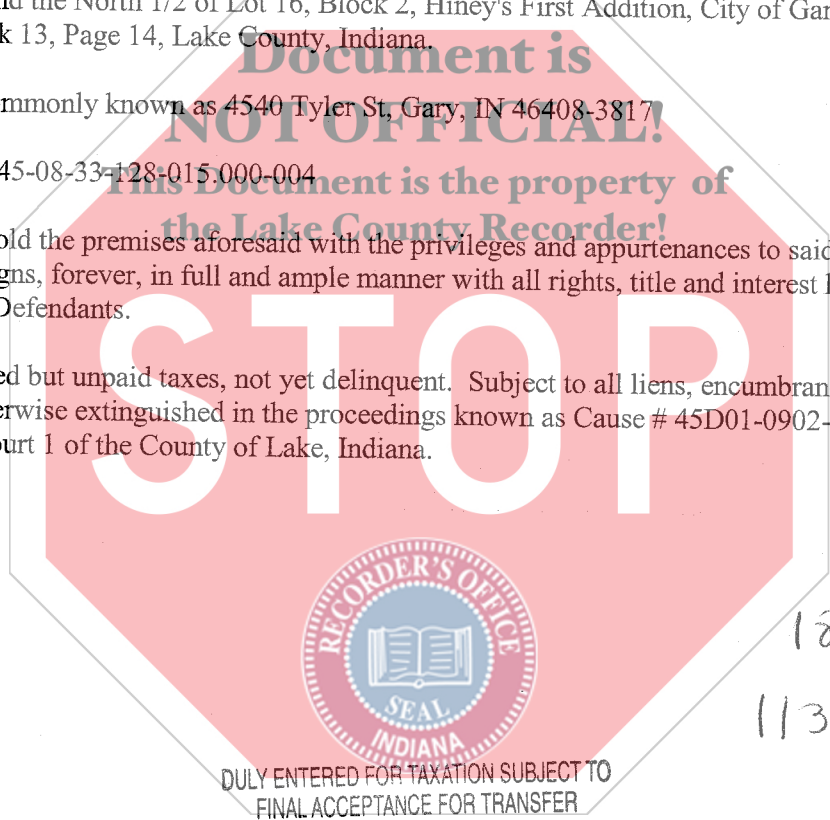 nd the North 1/2 of Lot 16, Block 2, Hiney's First Addition, City of Gar
k 13, Page 14, Lake County, Indiana.
Document is
mmonly known as 4540 Tyler St, Gary, IN 46408-3817
NOT OFFICIAL!
45-08-33-128-015.000-004
This Document is the property of
the Lake County Recorder!
old the premises aforesaid with the privileges and appurtenances to said
gns, forever, in full and ample manner with all rights, title and interest
Defendants.
STOP
ed but unpaid taxes, not yet delinquent. Subject to all liens, encumbran
erwise extinguished in the proceedings known as Cause # 45D01-0902-
ourt 1 of the County of Lake, Indiana.
RECORDER'S OFFICE
SEAL
INDIANA
18
113
DULY ENTERED FOR TAXATION SUBJECT TO
FINAL ACCEPTANCE FOR TRANSFER